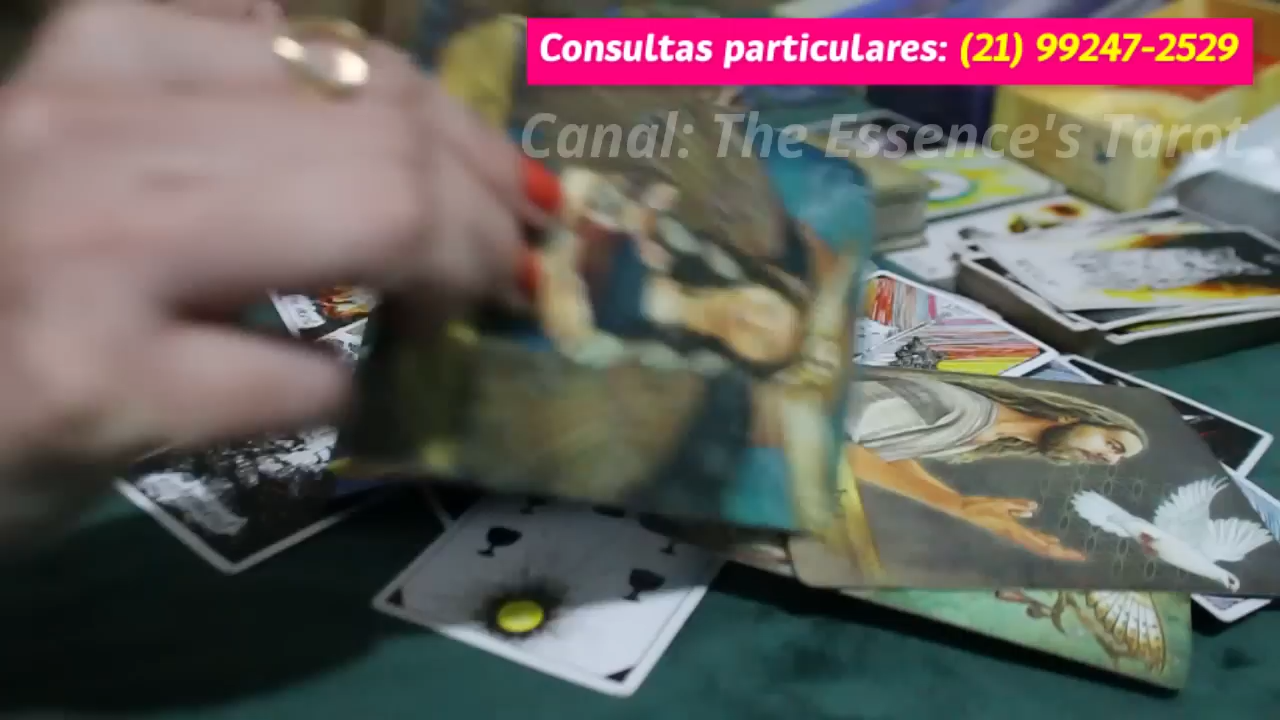 Consultas particulares: (21) 99247-2529
Canal: The Essence's Tarot